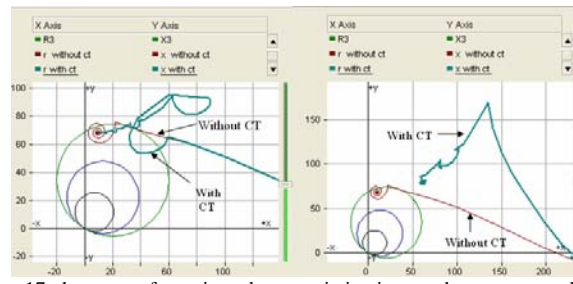 X Axis Y Axis
R3 X3
r without ct x without ct
r with ct x with ct
100
80
60
40
20
0
-20
-20 0 20 40 60 80 100
+y
-y
-x
+x
Without CT
With
CT
X Axis Y Axis
R3 X3
r without ct x without ct
r with ct x with ct
150
100
50
0
0 50 100 150 200
+y
-y
-x
+x
With CT
Without CT